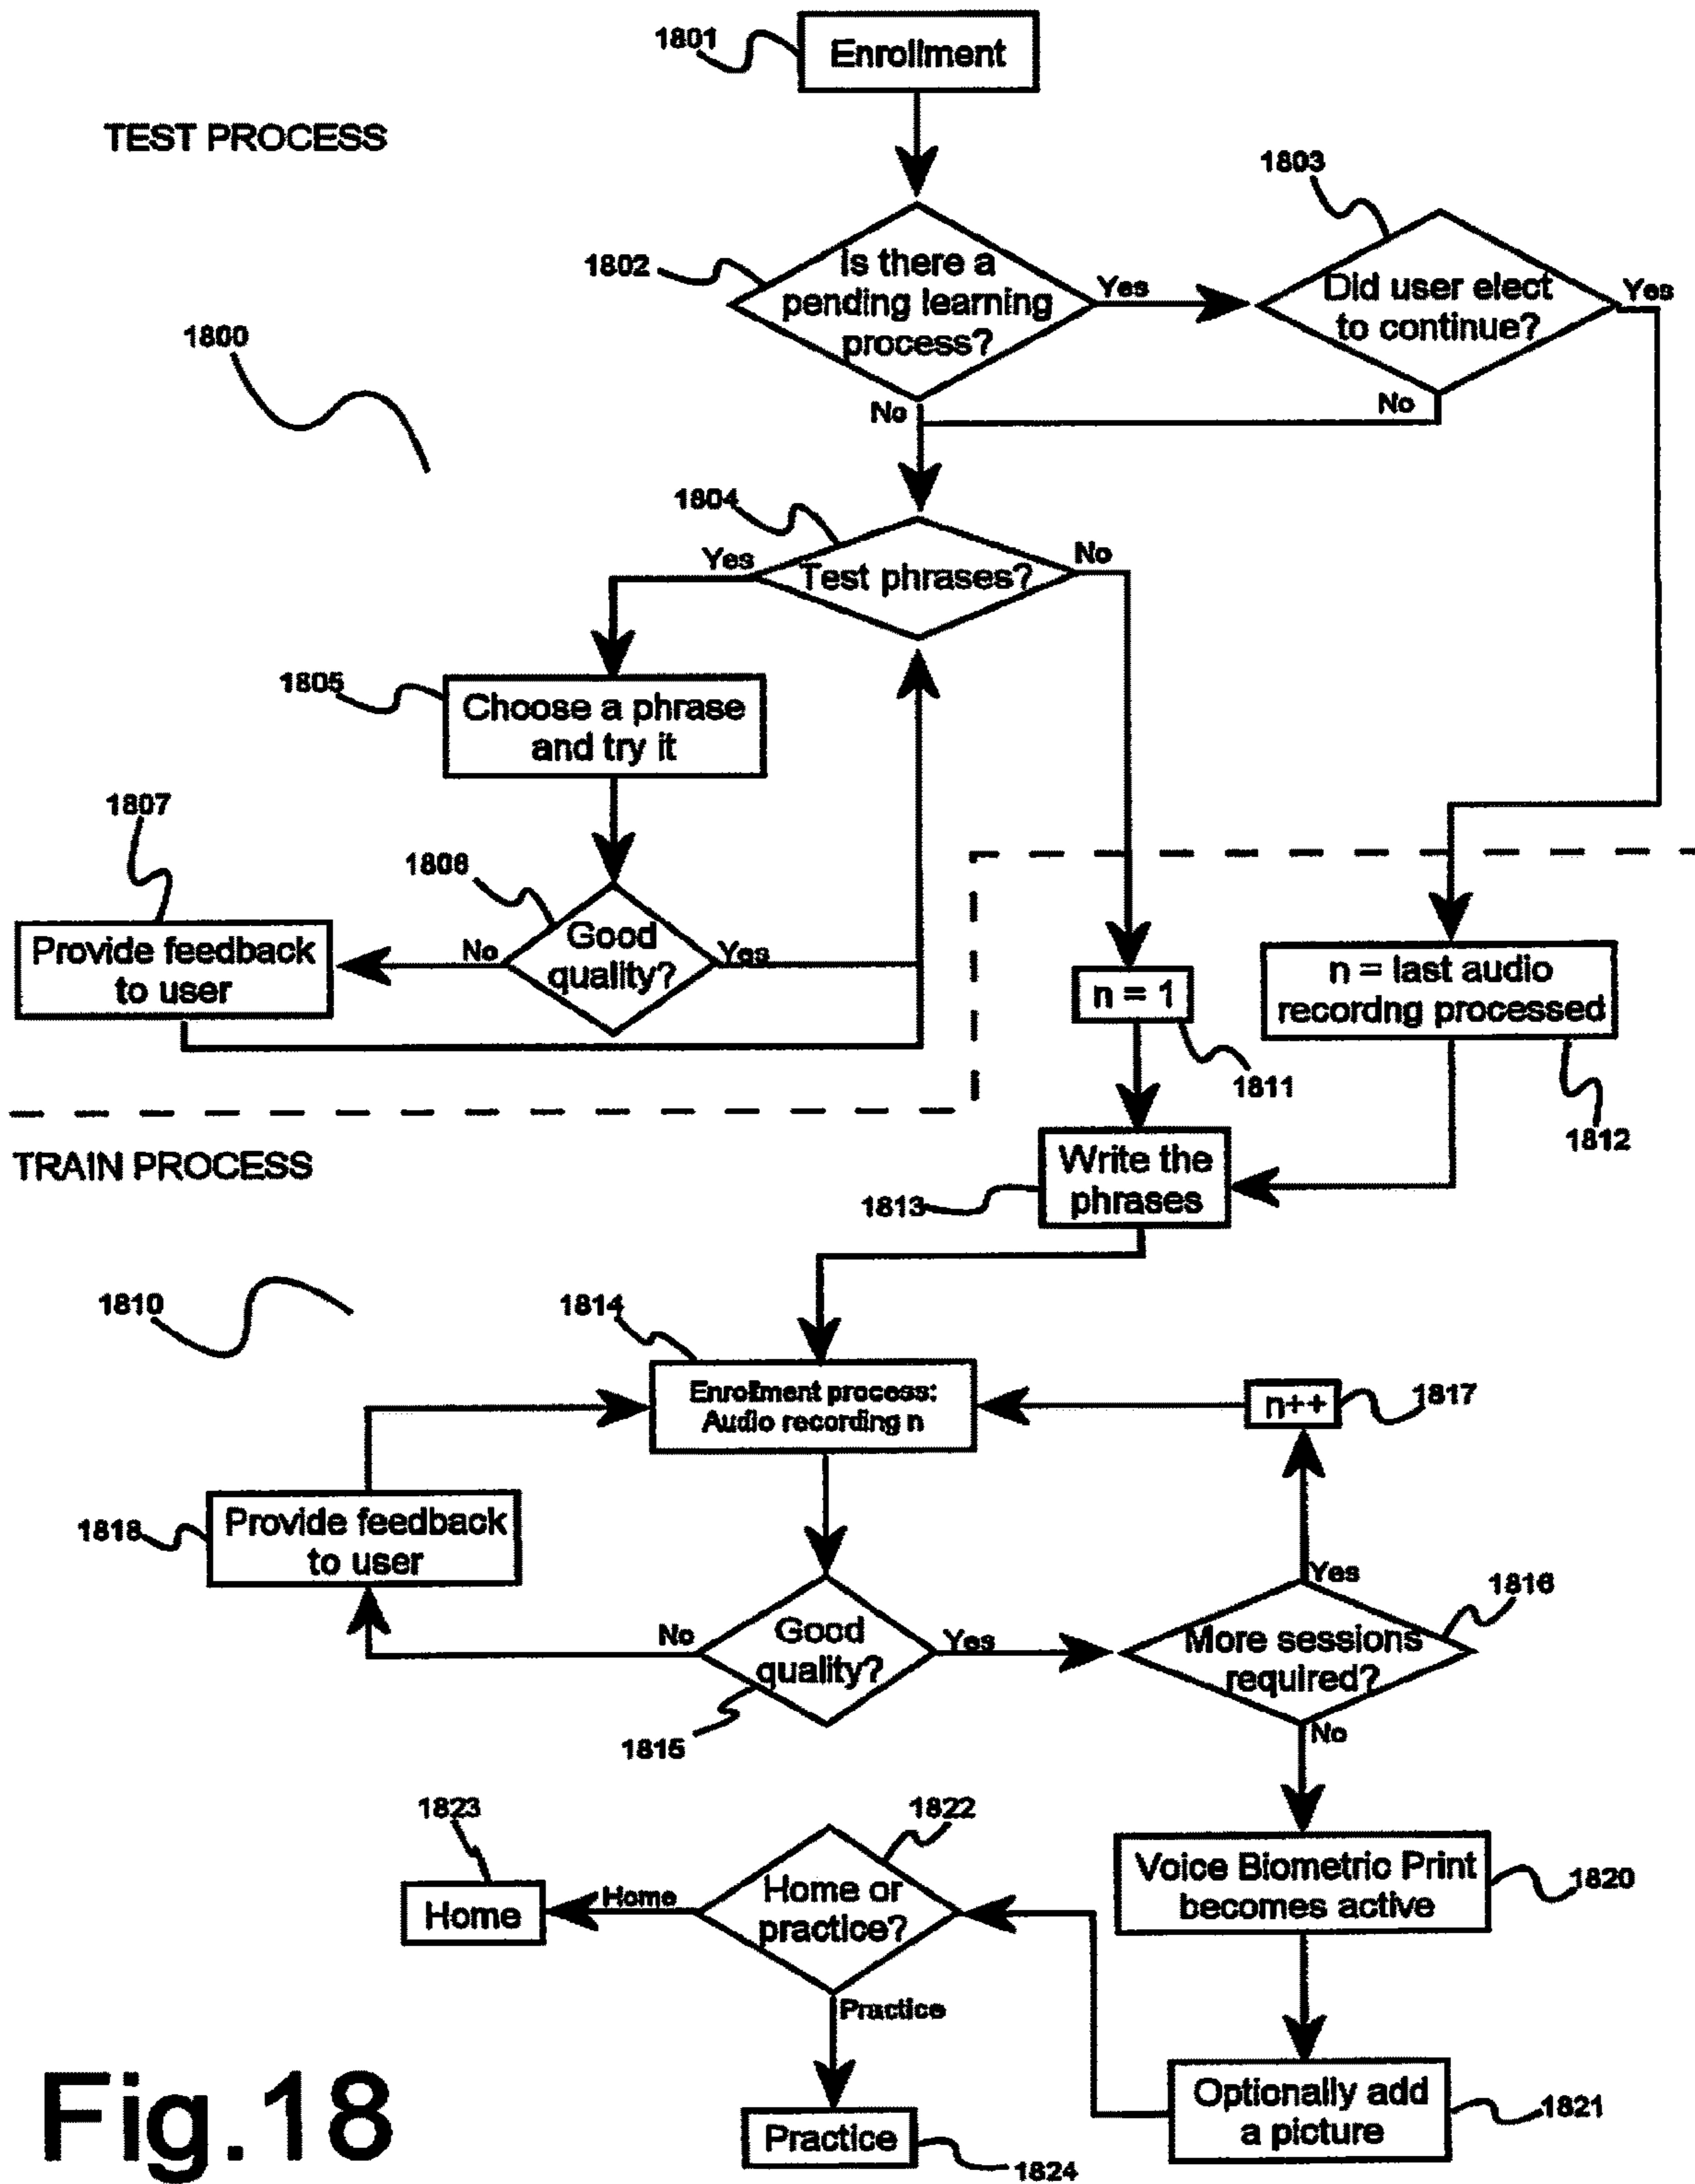 1801
Enrollment
TEST PROCESS
1803
1802
Is there a
pending learning
process?
Yes
Did user elect
to continue?
Yes
1800
No
No
1804
Yes
Test phrases?
No
1805
Choose a phrase
and try it
1807
1806
Provide feedback
to user
No
Good
quality?
Yes
n = 1
n = last audio
recordng processed
1811
1812
TRAIN PROCESS
Write the
phrases
1813
1810
1814
Enrollment process:
Audio recording n
n++
1817
1818
Provide feedback
to user
Yes
1816
No
Good
quality?
Yes
More sessions
required?
1815
No
1823
1822
Home
Home
Home or
practice?
Voice Biometric Print
becomes active
1820
Practice
Optionally add
a picture
1821
Practice
1824
Fig.18